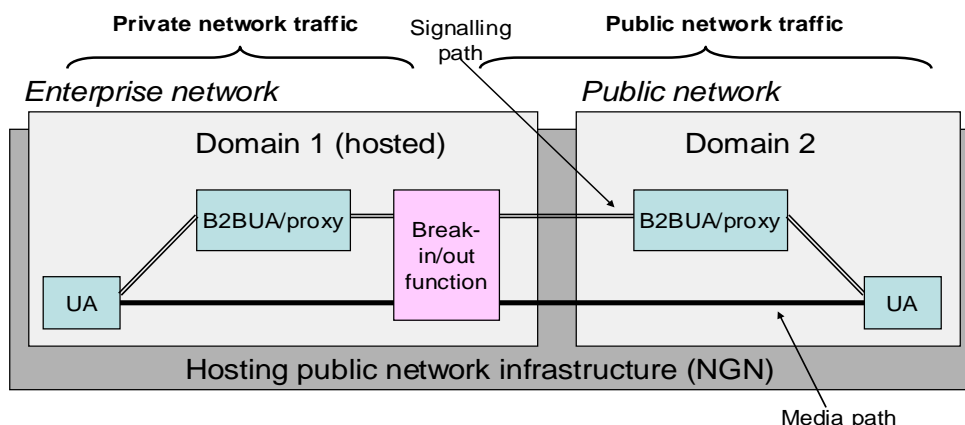 Private network traffic
Signalling
path
Public network traffic
Enterprise network
Public network
Domain 1 (hosted)
Domain 2
B2BUA/proxy
Break-
in/out
function
B2BUA/proxy
UA
UA
Hosting public network infrastructure (NGN)
Media path